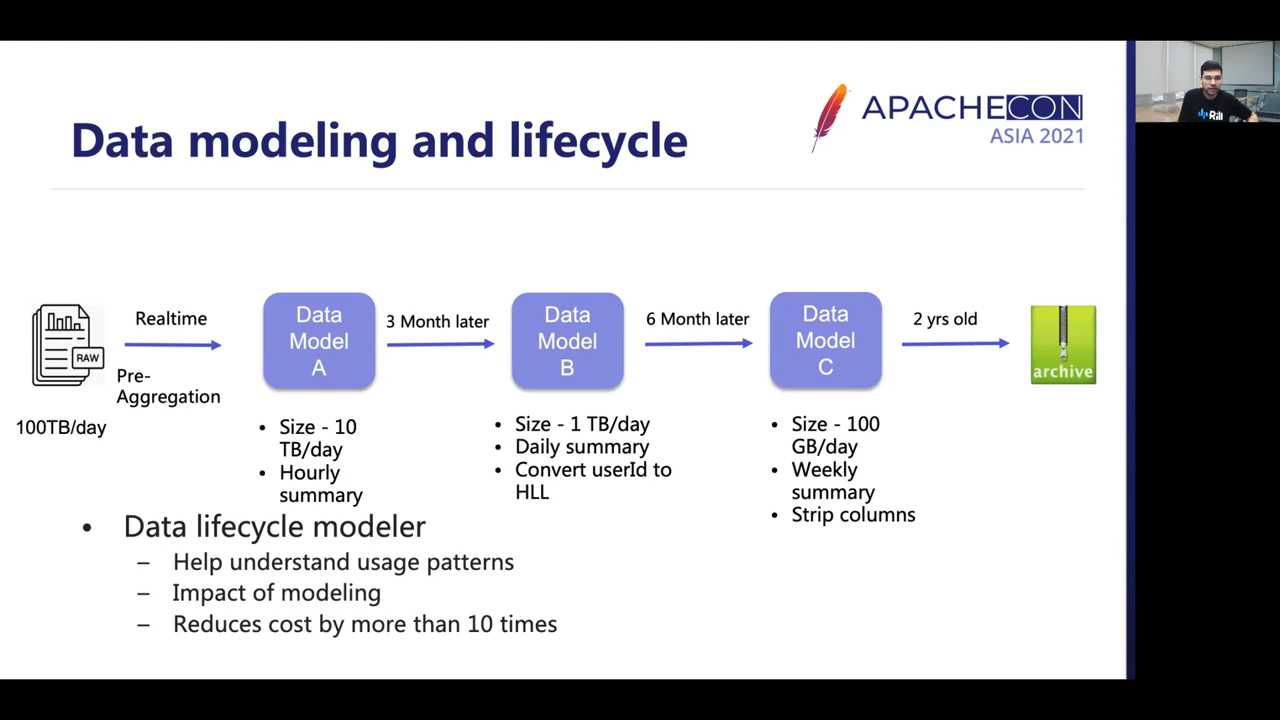 APACHECON
ASIA 2021
Data modeling and lifecycle
Rill
RAW
100TB/day
Realtime
Pre-
Aggregation
Data
Model
A
• Size - 10
TB/day
• Hourly
summary
3 Month later
Data
Model
B
• Size - 1 TB/day
• Daily summary
• Convert userId to
HLL
6 Month later
Data
Model
C
• Size - 100
GB/day
• Weekly
summary
• Strip columns
2 yrs old
archive
• Data lifecycle modeler
– Help understand usage patterns
– Impact of modeling
– Reduces cost by more than 10 times